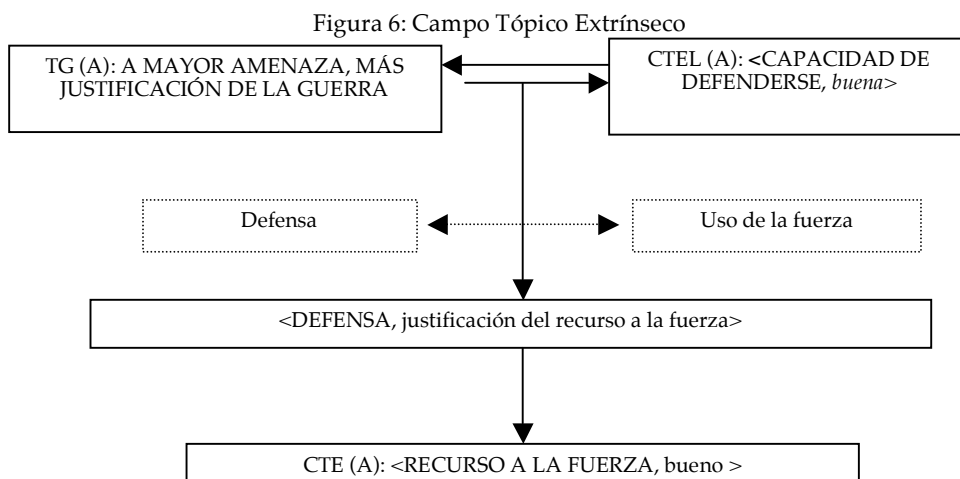 Figura 6: Campo Tópico Extrínseco
TG (A): A MAYOR AMENAZA, MÁS
JUSTIFICACIÓN DE LA GUERRA
CTEL (A): <CAPACIDAD DE
DEFENDERSE, buena>
Defensa
Uso de la fuerza
<DEFENSA, justificación del recurso a la fuerza>
CTE (A): <RECURSO A LA FUERZA, bueno >